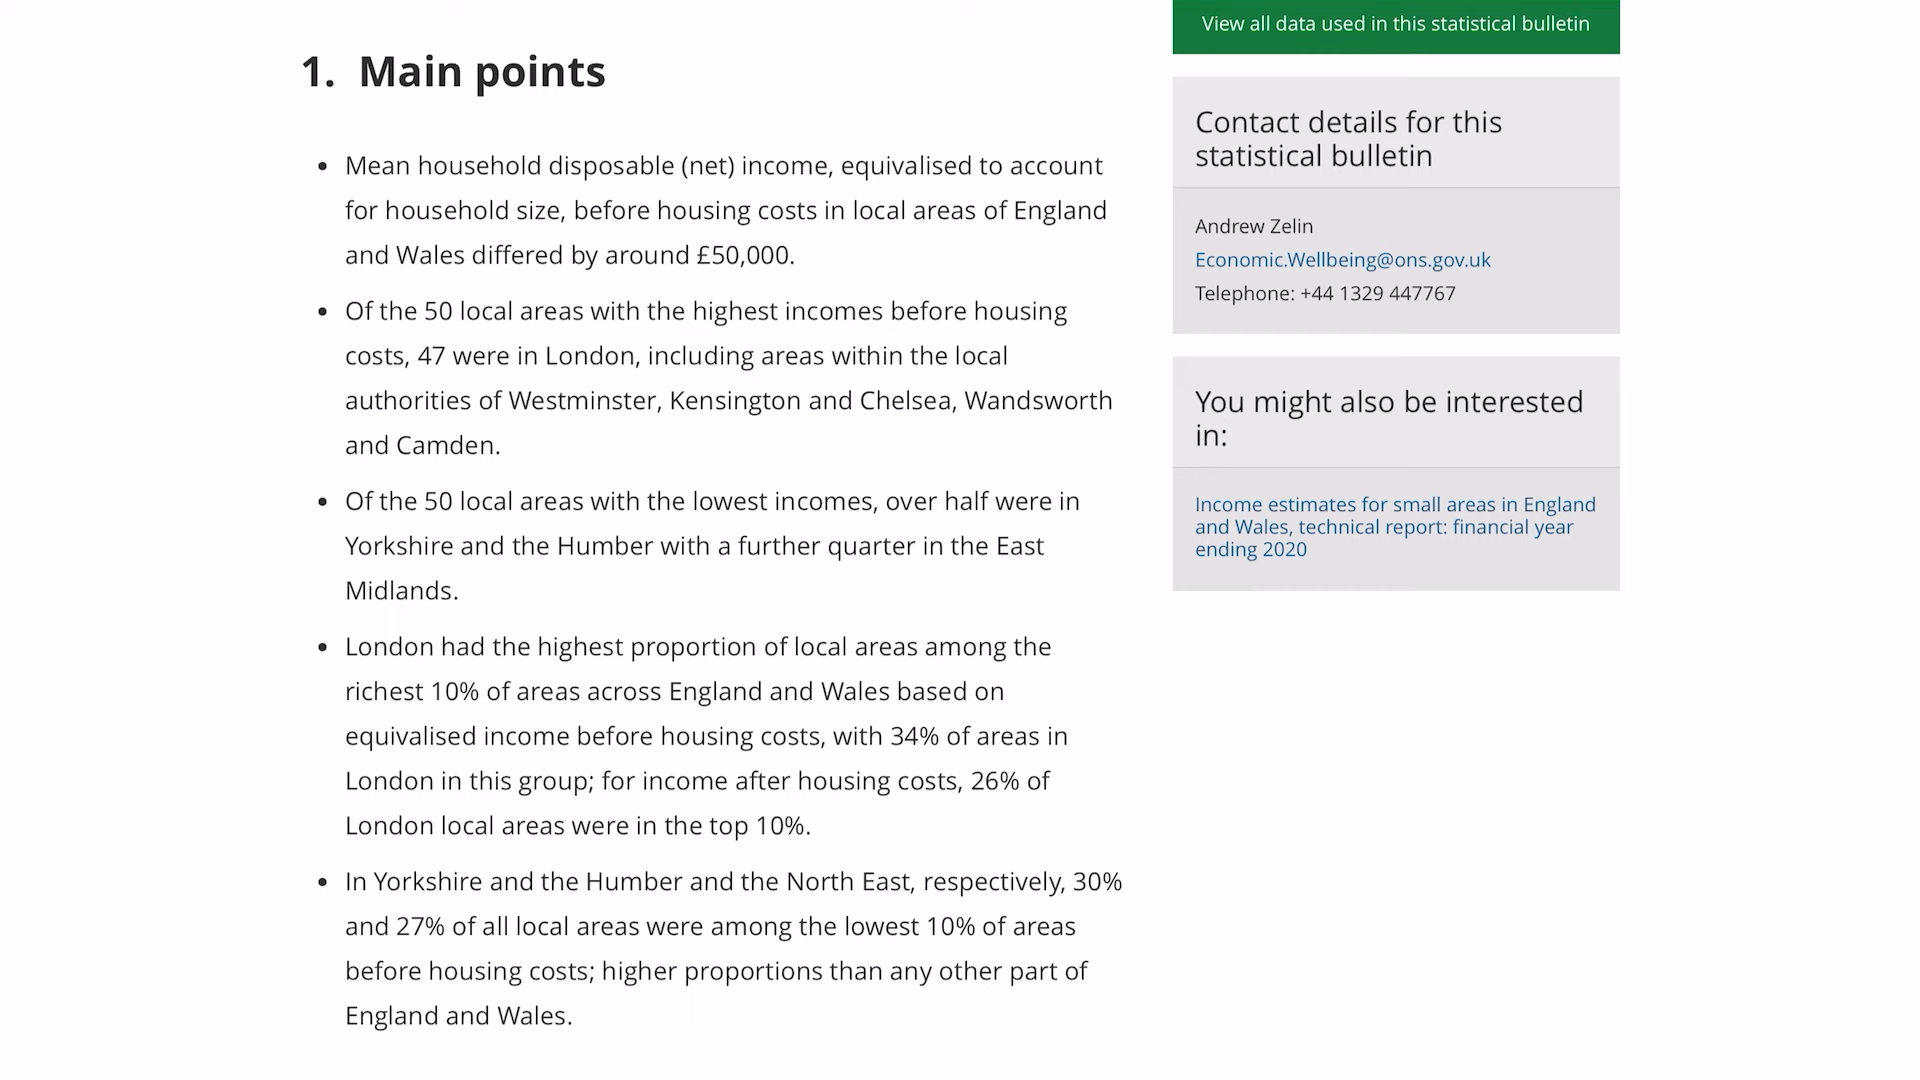 View all data used in this statistical bulletin
1. Main points
• Mean household disposable (net) income, equivalised to account
for household size, before housing costs in local areas of England
and Wales differed by around £50,000.
• Of the 50 local areas with the highest incomes before housing
costs, 47 were in London, including areas within the local
authorities of Westminster, Kensington and Chelsea, Wandsworth
and Camden.
• Of the 50 local areas with the lowest incomes, over half were in
Yorkshire and the Humber with a further quarter in the East
Midlands.
• London had the highest proportion of local areas among the
richest 10% of areas across England and Wales based on
equivalised income before housing costs, with 34% of areas in
London in this group; for income after housing costs, 26% of
London local areas were in the top 10%.
• In Yorkshire and the Humber and the North East, respectively, 30%
and 27% of all local areas were among the lowest 10% of areas
before housing costs; higher proportions than any other part of
England and Wales.
Contact details for this
statistical bulletin
Andrew Zelin
Economic.Wellbeing@ons.gov.uk
Telephone: +44 1329 447767
You might also be interested
in:
Income estimates for small areas in England
and Wales, technical report: financial year
ending 2020